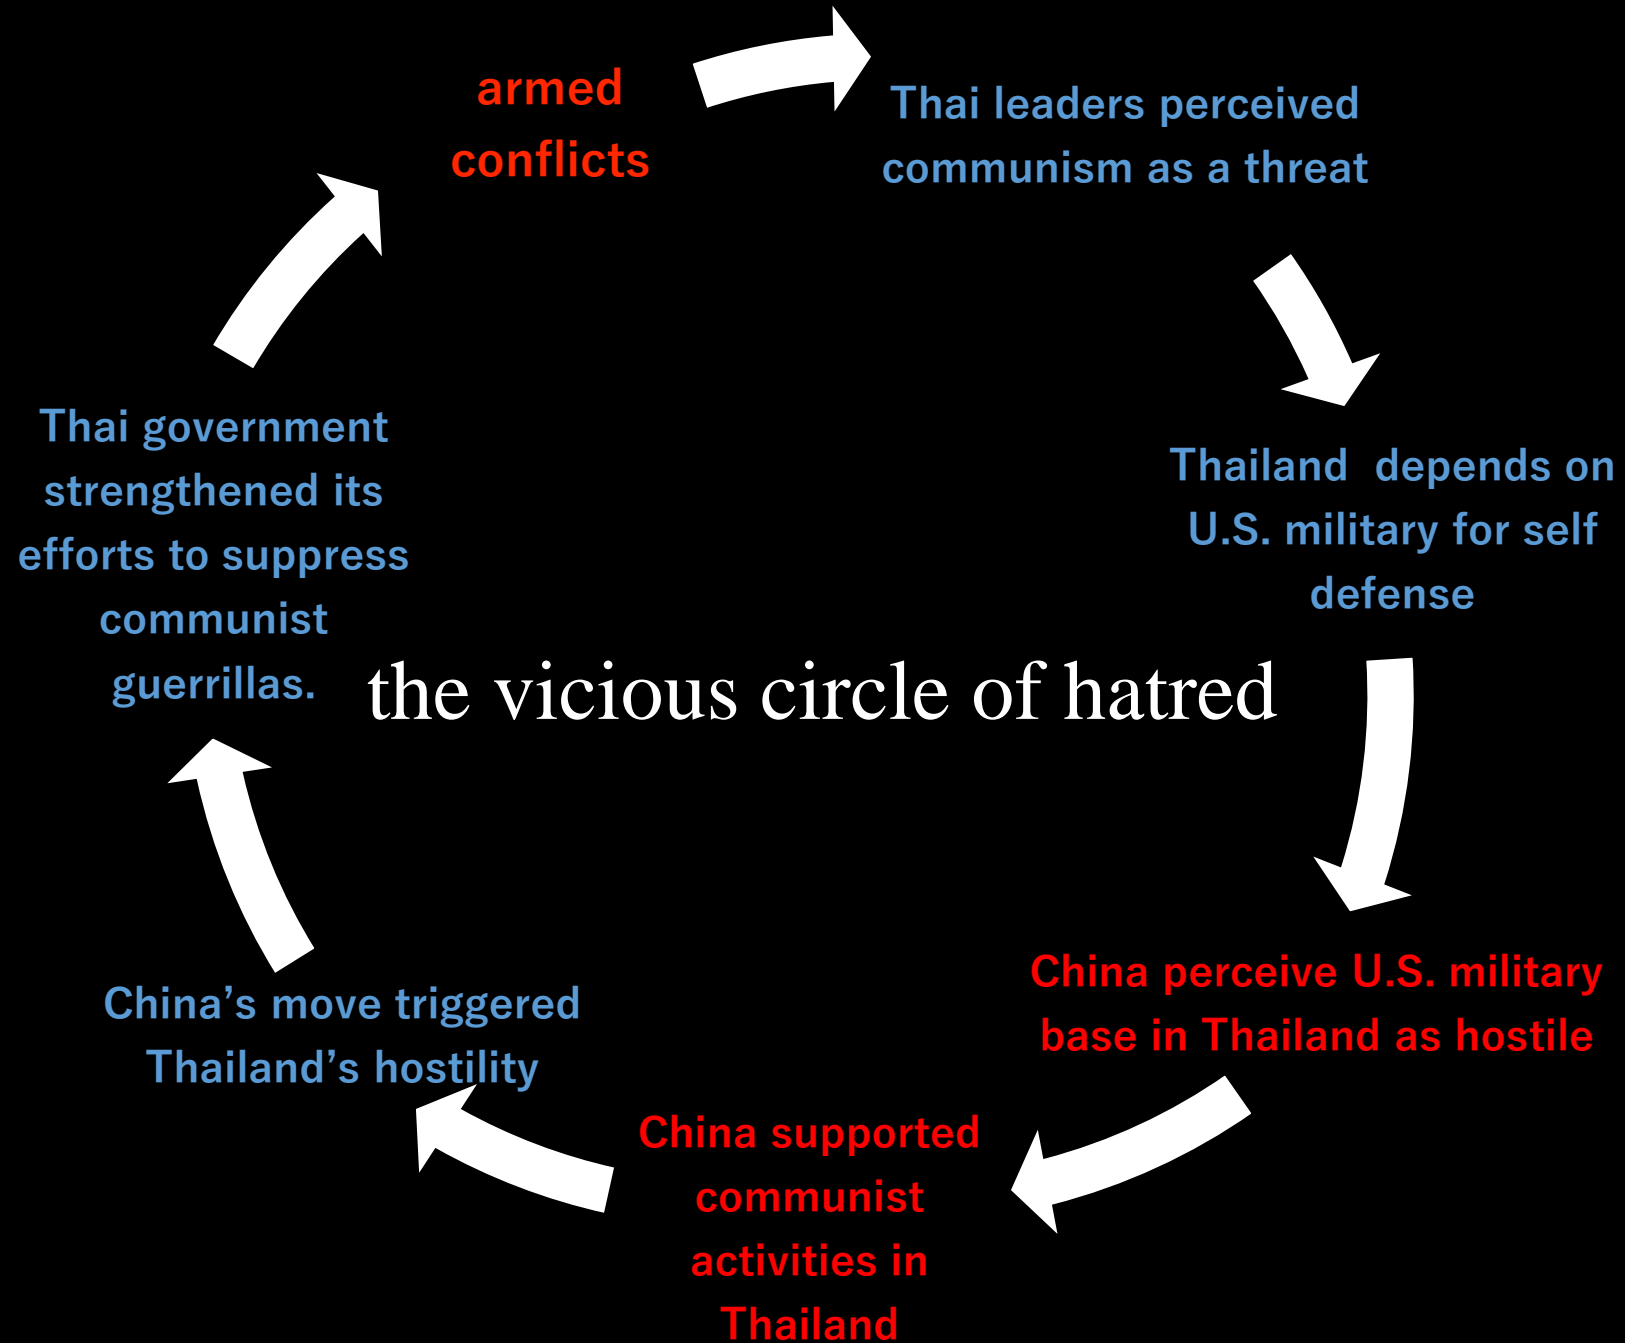 armed
conflicts
Thai leaders perceived
communism as a threat
Thailand  depends on
U.S. military for self
defense
China perceive U.S. military
base in Thailand as hostile
China supported
communist
activities in
Thailand
China’s move triggered
Thailand’s hostility
Thai government
strengthened its
efforts to suppress
communist
guerrillas.
the vicious circle of hatred